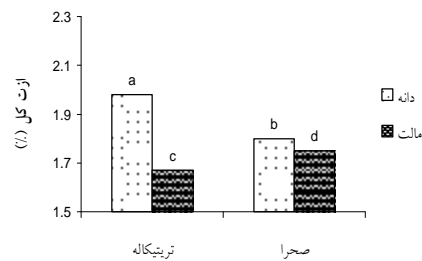 2.3
2.1
1.9
1.7
1.5
ازت کل (%)
a
c
b
d
دانه
مالت
تریتیکاله
صحرا